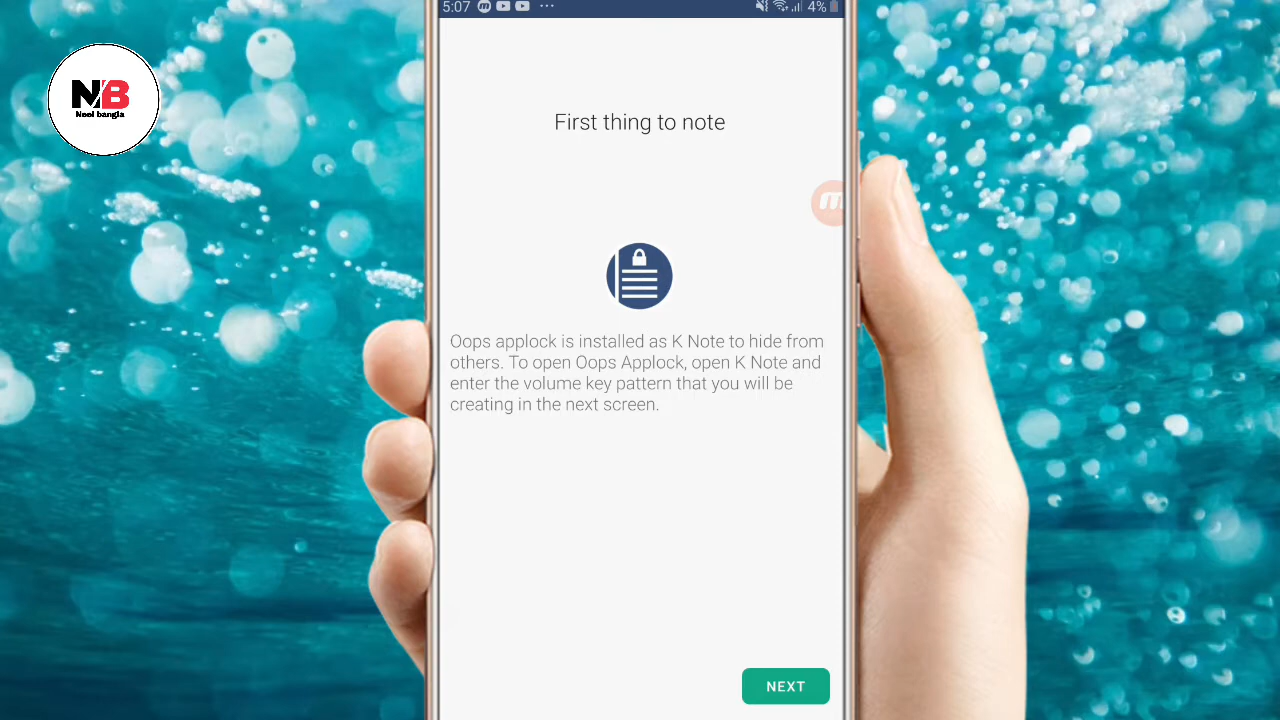 5:07
4%
NB
Neel bangla
First thing to note
Oops applock is installed as K Note to hide from
others. To open Oops Applock, open K Note and
enter the volume key pattern that you will be
creating in the next screen.
NEXT